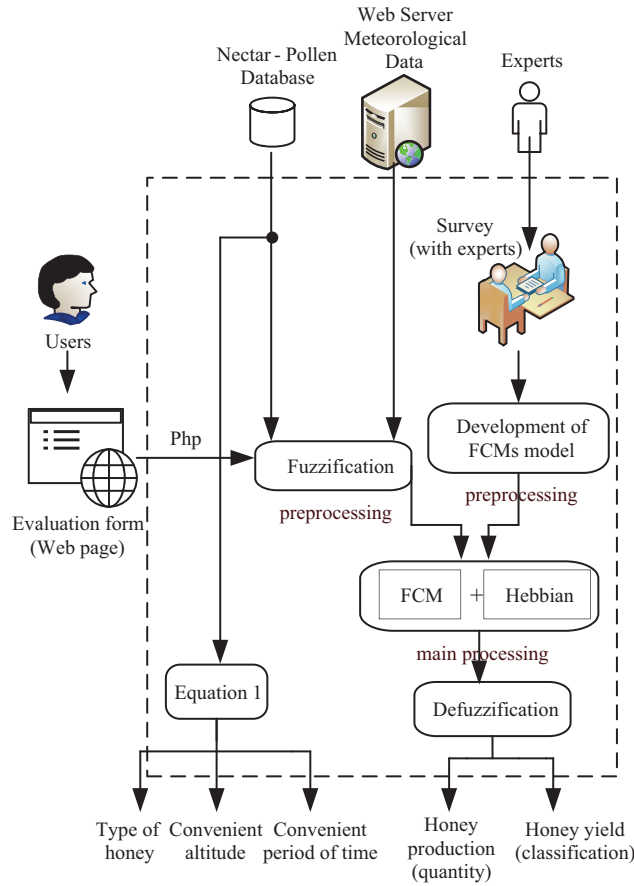 Web Server
Meteorological
Data
Nectar - Pollen
Database
Experts
Survey
(with experts)
Users
Php
Fuzzification
Development of
FCMs model
preprocessing
preprocessing
Evaluation form
(Web page)
FCM + Hebbian
main processing
Equation 1
Defuzzification
Type of
honey
Convenient
altitude
Convenient
period of time
Honey
production
(quantity)
Honey yield
(classification)